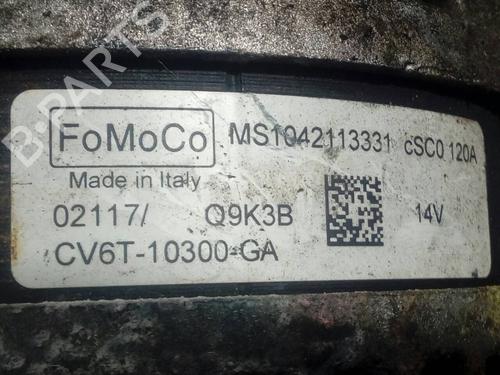 FoMoCo MS1042113331 cSC0 120A
Made in Italy
02117/ Q9K3B 14V
CV6T-10300-GA
B-PARTS